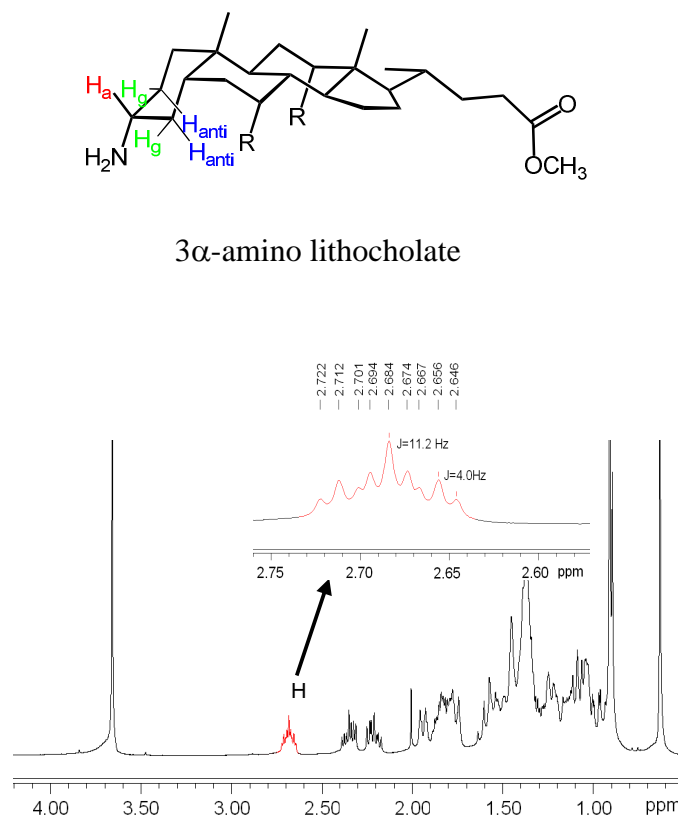 Ha
Hg
Hanti
Hg
Hanti
H₂N
R
R
O
OCH₃
3α-amino lithocholate
2.722
2.712
2.701
2.694
2.684
2.674
2.667
2.656
2.646
J=11.2 Hz
J=4.0Hz
2.75 2.70 2.65 2.60 ppm
H
4.00 3.50 3.00 2.50 2.00 1.50 1.00 ppm